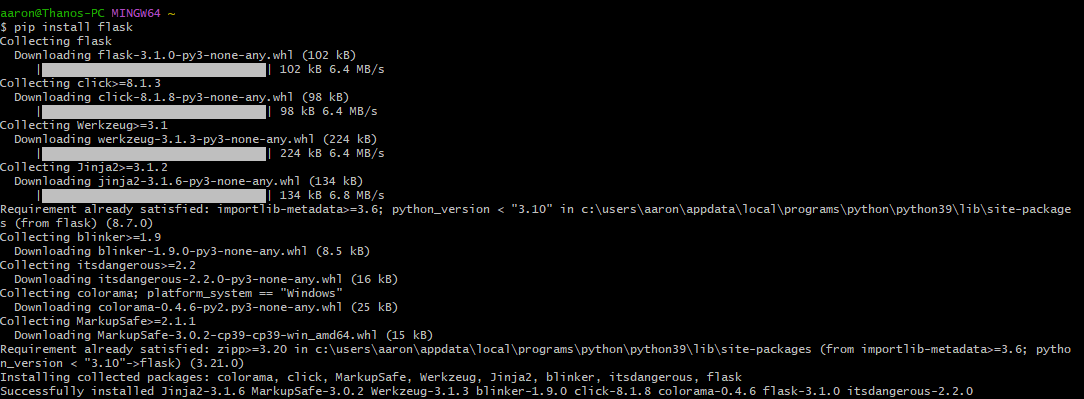 aaron@Thanos-PC MINGW64 ~
$ pip install flask
Collecting flask
  Downloading flask-3.1.0-py3-none-any.whl (102 kB)
     |████████████████████████████████| 102 kB 6.4 MB/s
Collecting click>=8.1.3
  Downloading click-8.1.8-py3-none-any.whl (98 kB)
     |████████████████████████████████| 98 kB 6.4 MB/s
Collecting Werkzeug>=3.1
  Downloading werkzeug-3.1.3-py3-none-any.whl (224 kB)
     |████████████████████████████████| 224 kB 6.4 MB/s
Collecting Jinja2>=3.1.2
  Downloading jinja2-3.1.6-py3-none-any.whl (134 kB)
     |████████████████████████████████| 134 kB 6.8 MB/s
Requirement already satisfied: importlib-metadata>=3.6; python_version < "3.10" in c:\users\aaron\appdata\local\programs\python\python39\lib\site-package
s (from flask) (8.7.0)
Collecting blinker>=1.9
  Downloading blinker-1.9.0-py3-none-any.whl (8.5 kB)
Collecting itsdangerous>=2.2
  Downloading itsdangerous-2.2.0-py3-none-any.whl (16 kB)
Collecting colorama; platform_system == "Windows"
  Downloading colorama-0.4.6-py2.py3-none-any.whl (25 kB)
Collecting MarkupSafe>=2.1.1
  Downloading MarkupSafe-3.0.2-cp39-cp39-win_amd64.whl (15 kB)
Requirement already satisfied: zipp>=3.20 in c:\users\aaron\appdata\local\programs\python\python39\lib\site-packages (from importlib-metadata>=3.6; pytho
n_version < "3.10"->flask) (3.21.0)
Installing collected packages: colorama, click, MarkupSafe, Werkzeug, Jinja2, blinker, itsdangerous, flask
Successfully installed Jinja2-3.1.6 MarkupSafe-3.0.2 Werkzeug-3.1.3 blinker-1.9.0 click-8.1.8 colorama-0.4.6 flask-3.1.0 itsdangerous-2.2.0